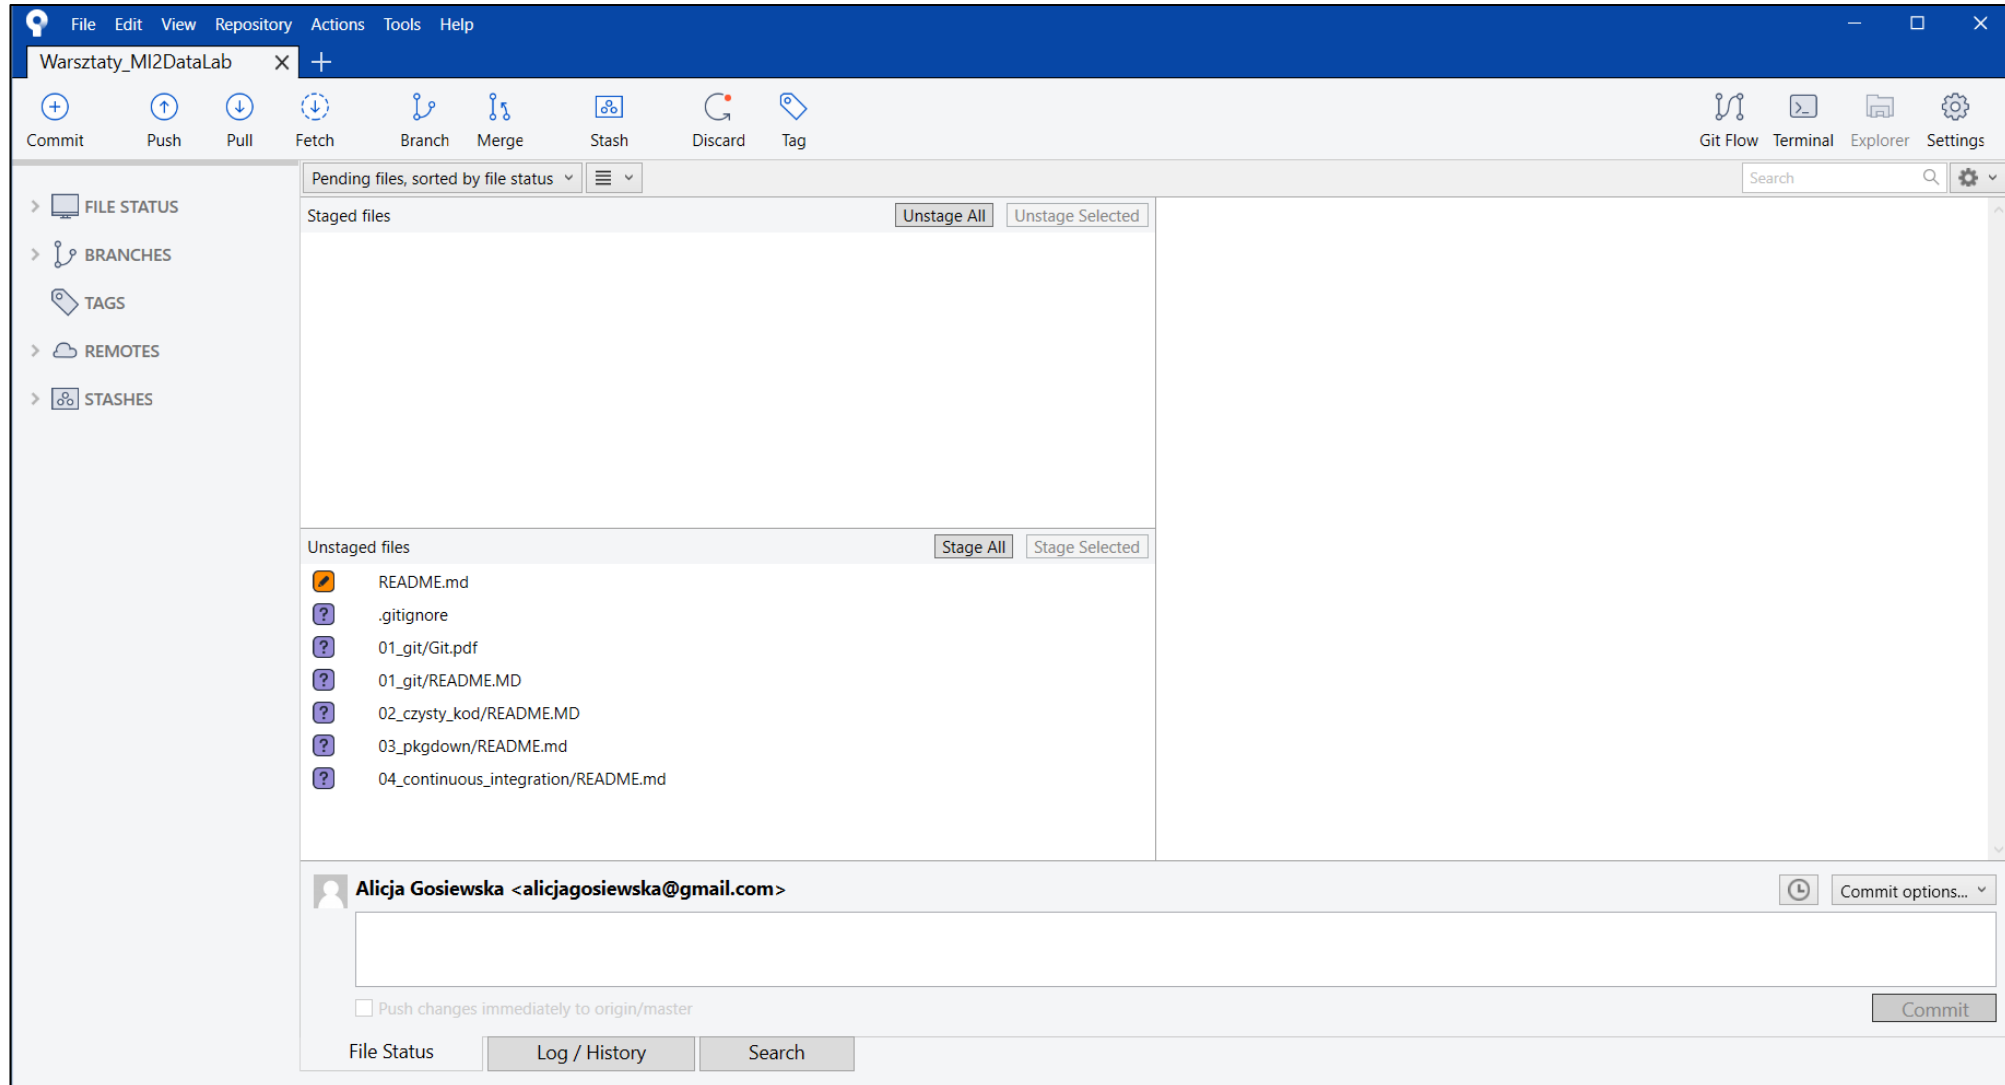 File Edit View Repository Actions Tools Help
Warsztaty_MI2DataLab
Commit Push Pull Fetch Branch Merge Stash Discard Tag Git Flow Terminal Explorer Settings
Pending files, sorted by file status Search
FILE STATUS
BRANCHES
TAGS
REMOTES
STASHES
Staged files Unstage All Unstage Selected
Unstaged files Stage All Stage Selected
README.md
.gitignore
01_git/Git.pdf
01_git/README.MD
02_czysty_kod/README.MD
03_pkgdown/README.md
04_continuous_integration/README.md
Alicja Gosiewska <alicjagosiewska@gmail.com> Commit options...
Push changes immediately to origin/master Commit
File Status Log / History Search